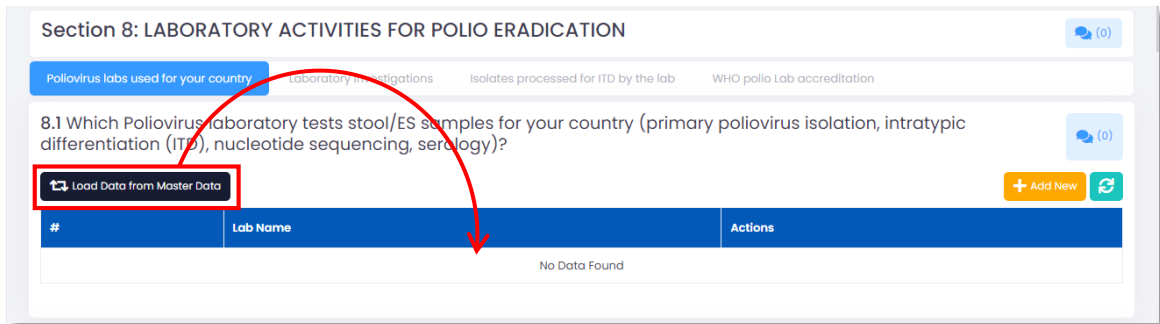 Section 8: LABORATORY ACTIVITIES FOR POLIO ERADICATION
(0)
Poliovirus labs used for your country
Laboratory Investigations
Isolates processed for ITD by the lab
WHO polio Lab accreditation
8.1 Which Poliovirus laboratory tests stool/ES samples for your country (primary poliovirus isolation, intratypic
differentiation (ITD), nucleotide sequencing, serology)?
(0)
Load Data from Master Data
+ Add New
# Lab Name Actions
No Data Found